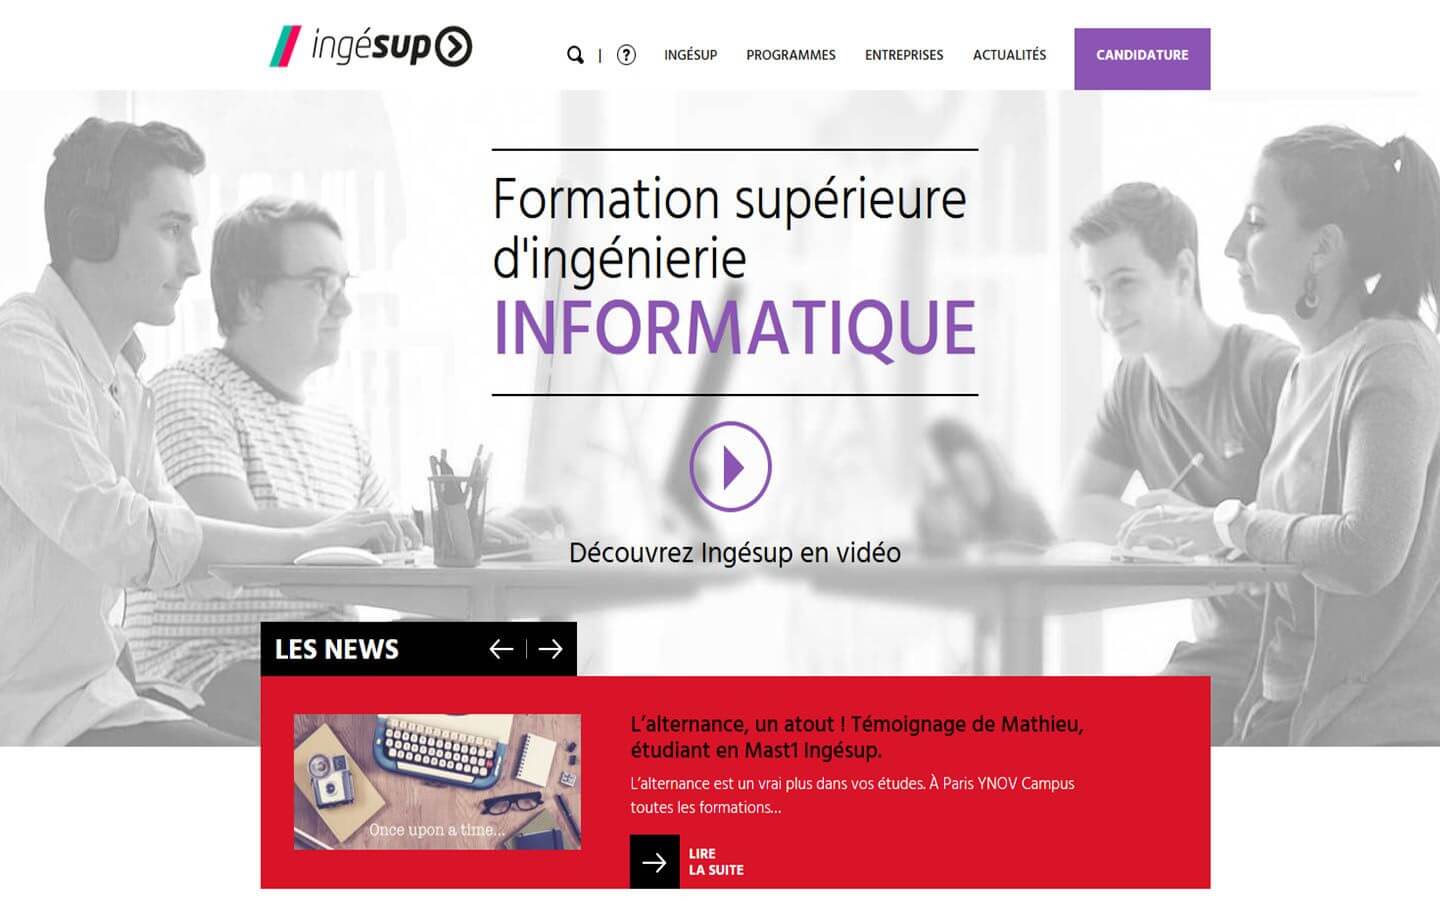 ingésup
| ? INGÉSUP PROGRAMMES ENTREPRISES ACTUALITÉS CANDIDATURE
Formation supérieure
d'ingénierie
INFORMATIQUE
Découvrez Ingésup en vidéo
LES NEWS
L’alternance, un atout ! Témoignage de Mathieu,
étudiant en Mast1 Ingésup.
L’alternance est un vrai plus dans vos études. À Paris YNOV Campus
toutes les formations…
Once upon a time...
LIRE
LA SUITE